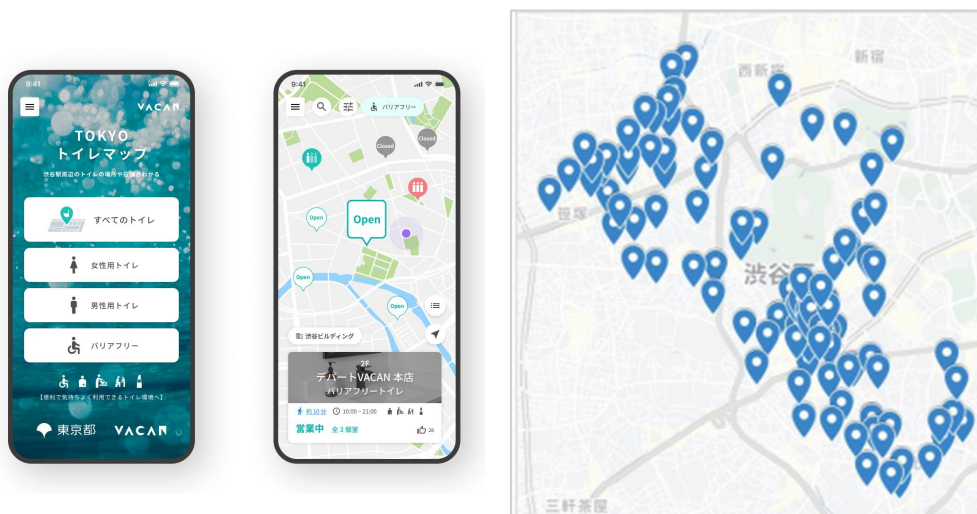 9:41
VACAN
TOKYO
トイレマップ
渋谷駅周辺のトイレの場所や設備がわかる
すべてのトイレ
女性用トイレ
男性用トイレ
バリアフリー
【便利で気持ちよく利用できるトイレ環境へ】
東京都 VACAN
9:41
バリアフリー
Closed
Closed
Open
Open
Open
Open
渋谷ビルディング
2F
デパートVACAN 本店
バリアフリートイレ
約10分 10:00 - 21:00
営業中 全3個室
28
新宿
西新宿
笹塚
渋谷区
三軒茶屋